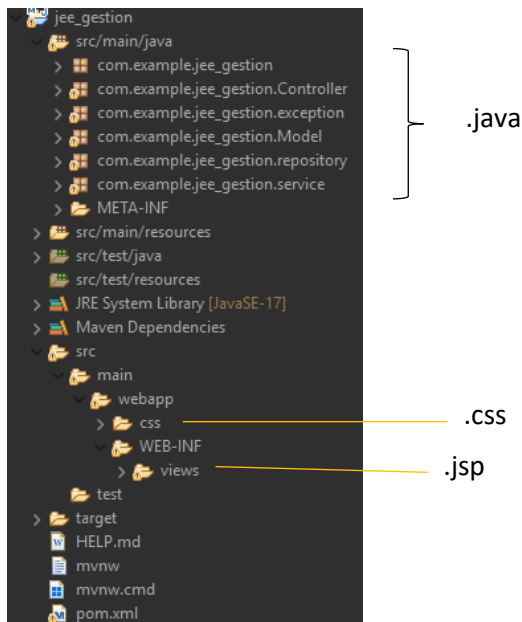 jee_gestion
src/main/java
com.example.jee_gestion
com.example.jee_gestion.Controller
com.example.jee_gestion.exception
com.example.jee_gestion.Model
com.example.jee_gestion.repository
com.example.jee_gestion.service
META-INF
.java
src/main/resources
src/test/java
src/test/resources
JRE System Library [JavaSE-17]
Maven Dependencies
src
main
webapp
css
.css
WEB-INF
views
.jsp
test
target
HELP.md
mvnw
mvnw.cmd
pom.xml